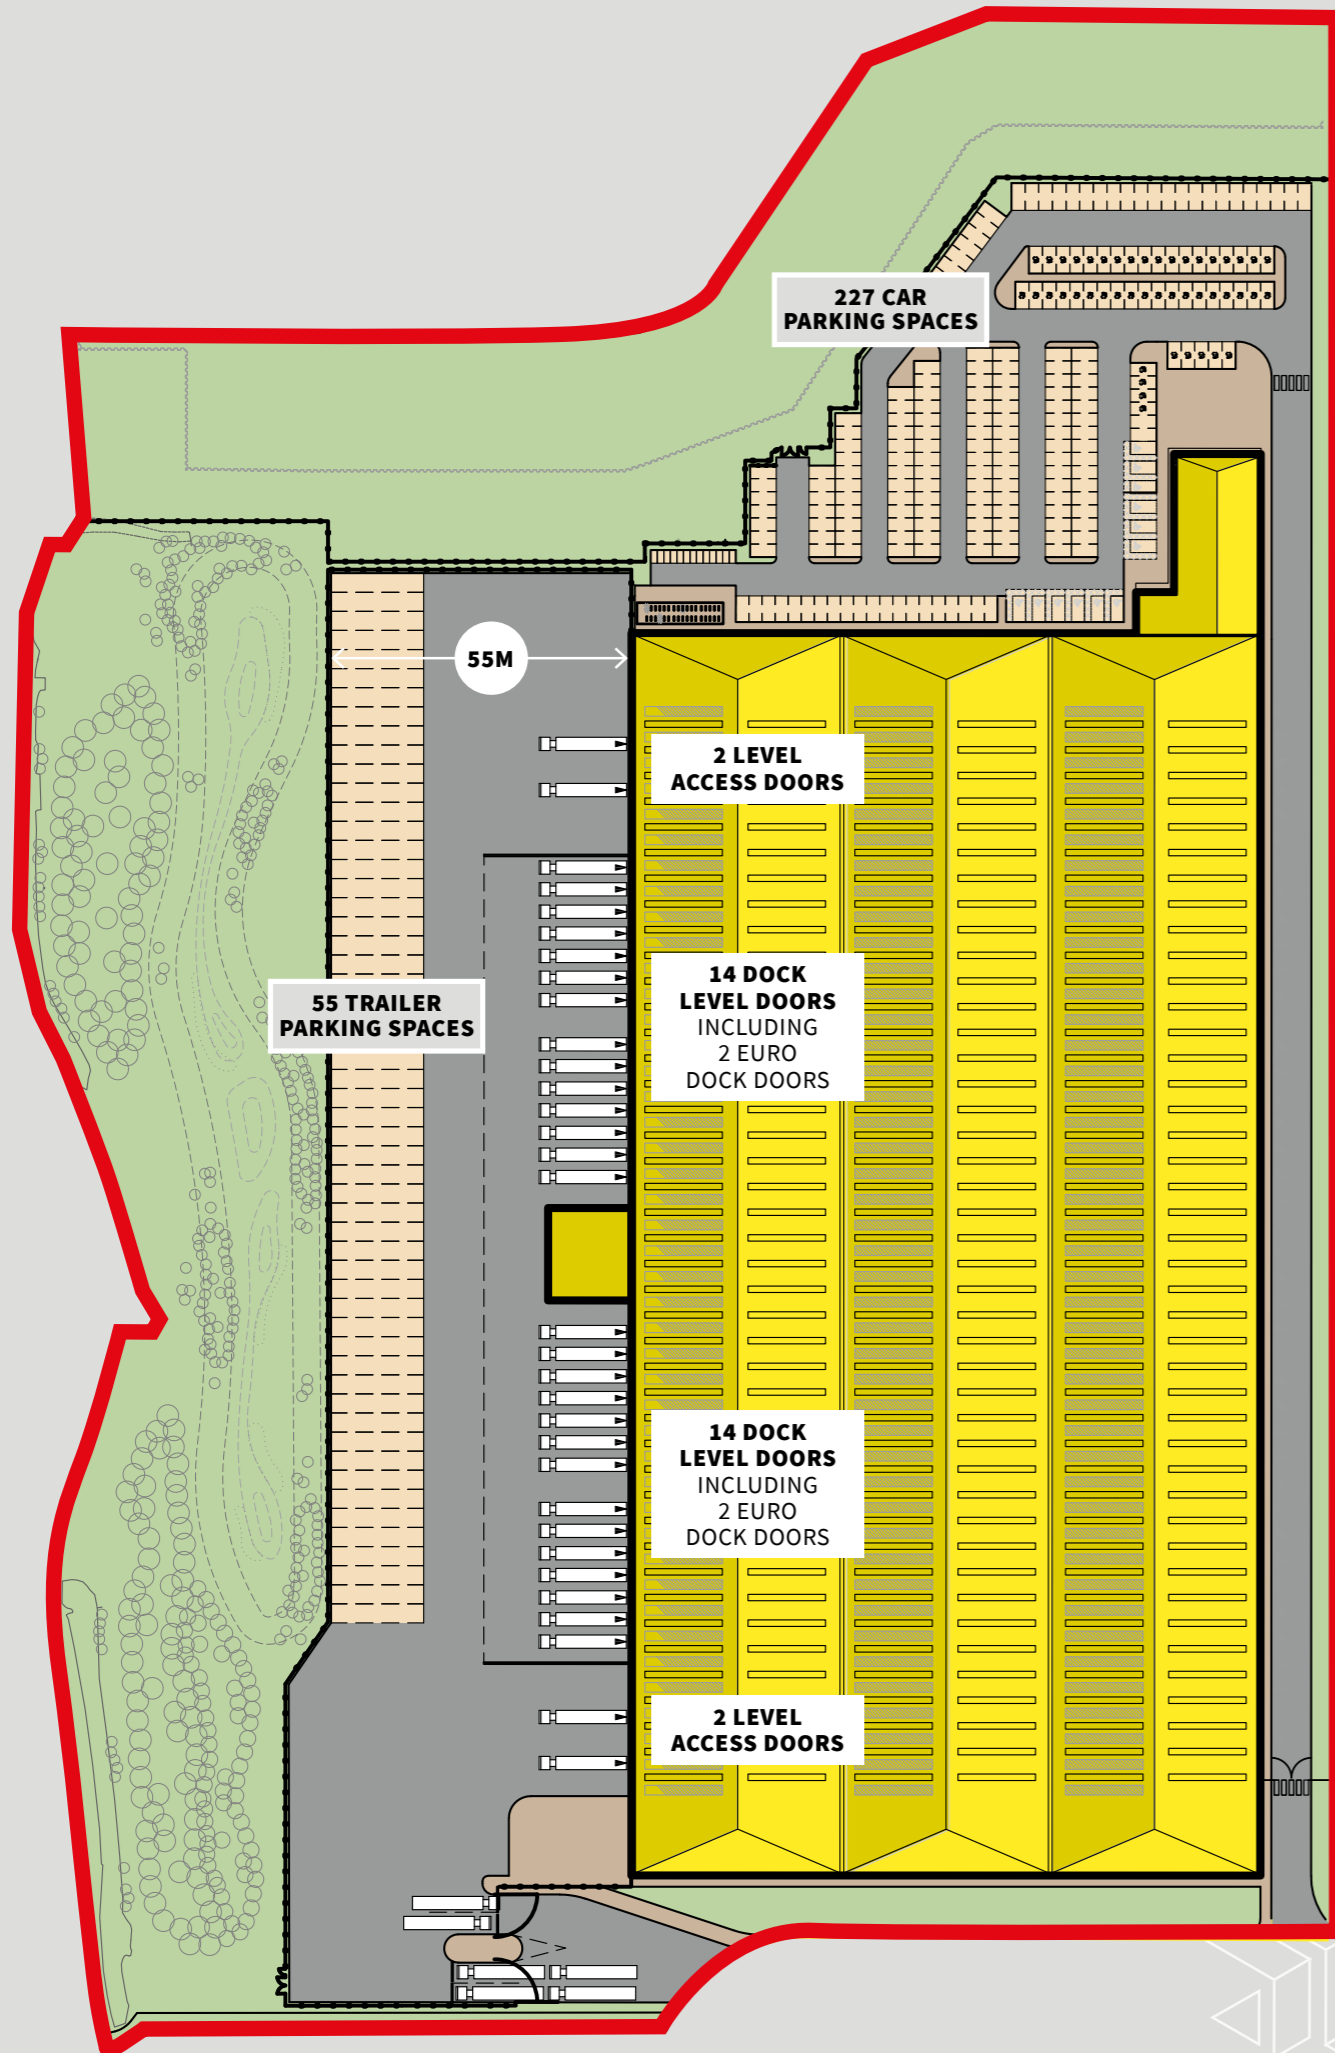 227 CAR
PARKING SPACES
55M
2 LEVEL
ACCESS DOORS
14 DOCK
LEVEL DOORS
INCLUDING
2 EURO
DOCK DOORS
55 TRAILER
PARKING SPACES
14 DOCK
LEVEL DOORS
INCLUDING
2 EURO
DOCK DOORS
2 LEVEL
ACCESS DOORS